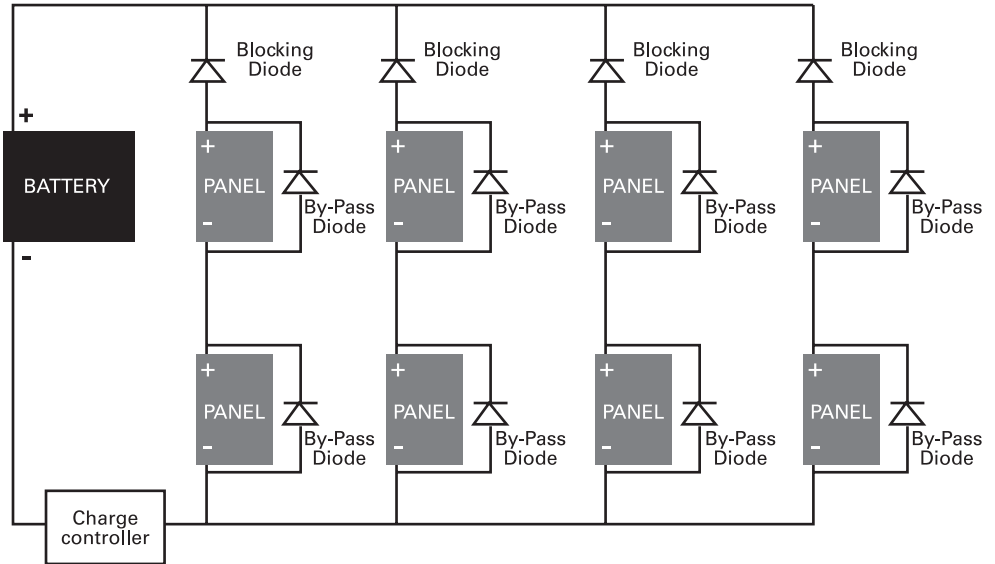 Blocking
Diode
Blocking
Diode
Blocking
Diode
Blocking
Diode
+
BATTERY
-
+
PANEL
-
By-Pass
Diode
+
PANEL
-
By-Pass
Diode
+
PANEL
-
By-Pass
Diode
+
PANEL
-
By-Pass
Diode
+
PANEL
-
By-Pass
Diode
+
PANEL
-
By-Pass
Diode
+
PANEL
-
By-Pass
Diode
+
PANEL
-
By-Pass
Diode
Charge
controller